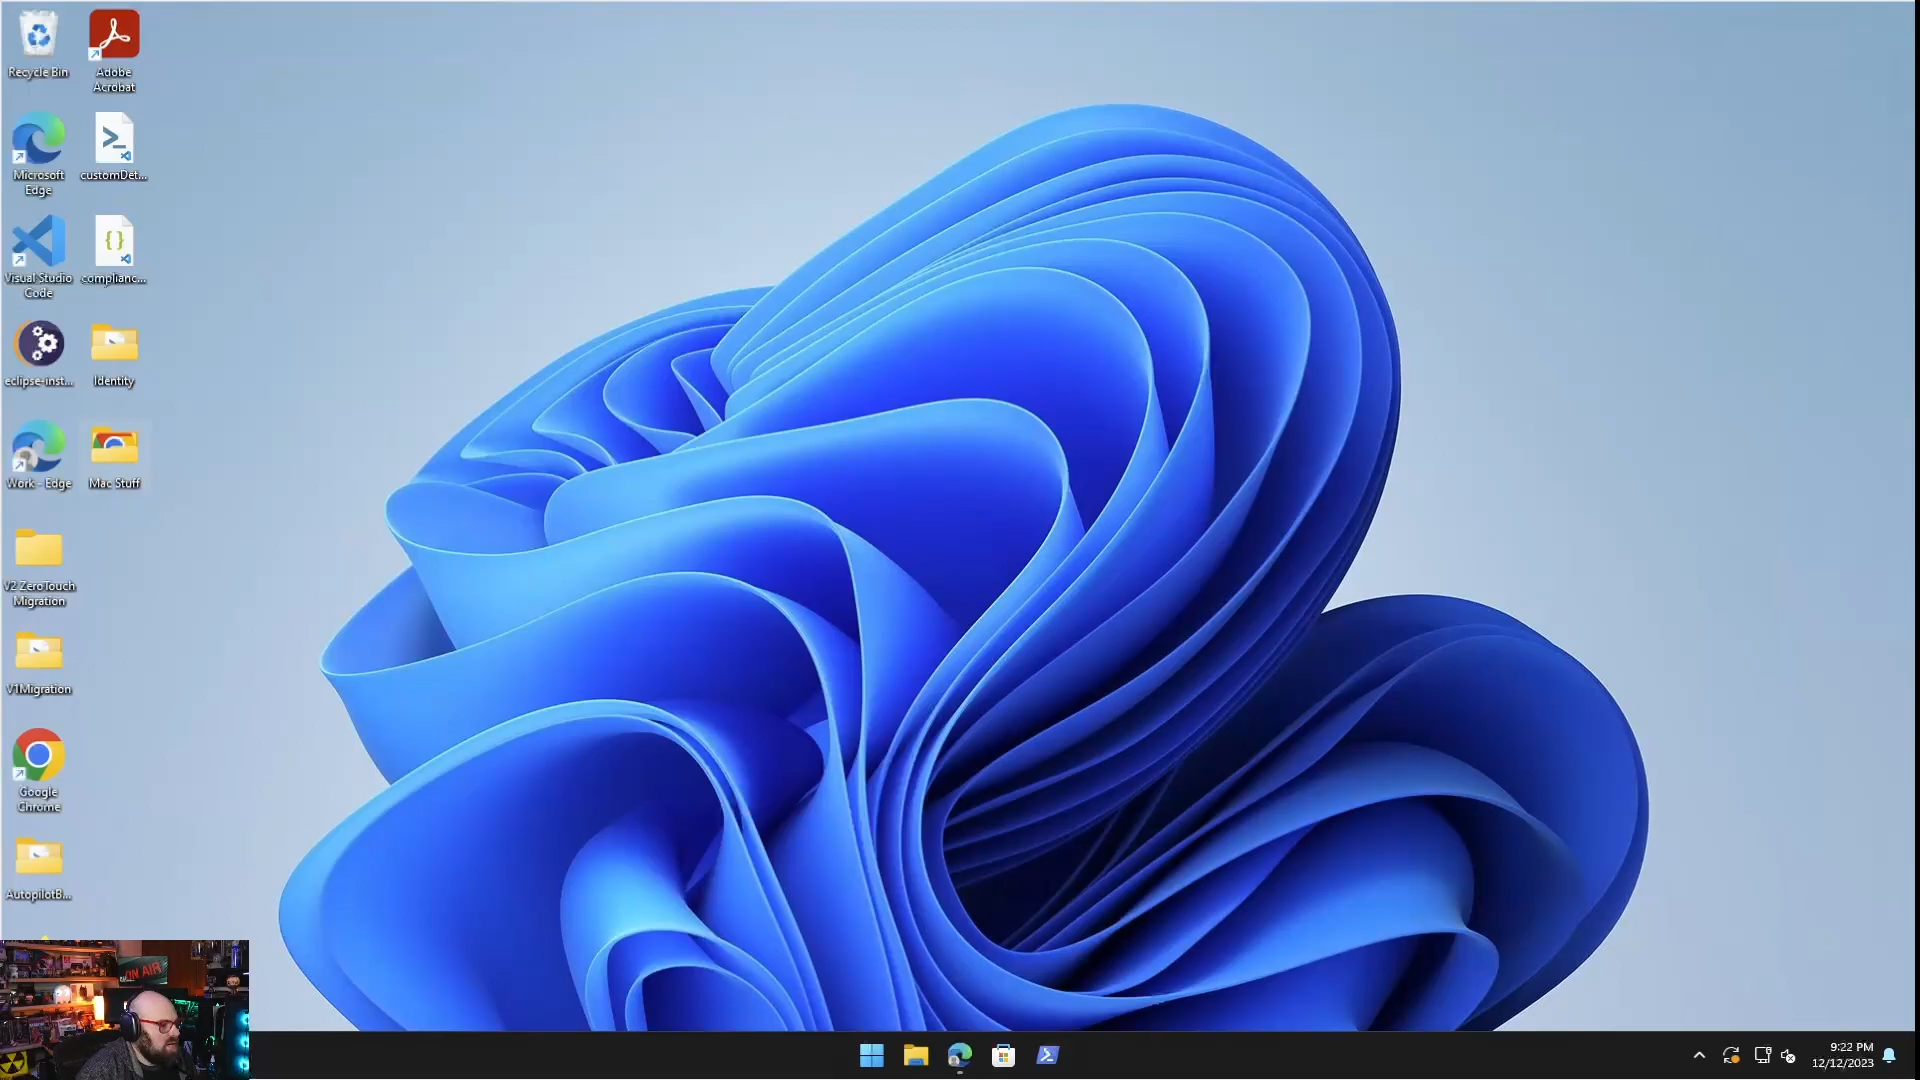 Recycle Bin
Adobe
Acrobat
Microsoft
Edge
customDet...
Visual Studio
Code
complianc...
eclipse-inst...
Identity
Work - Edge
Mac Stuff
V2 ZeroTouch
Migration
V1Migration
Google
Chrome
AutopilotB...
ON AIR
9:22 PM
12/12/2023